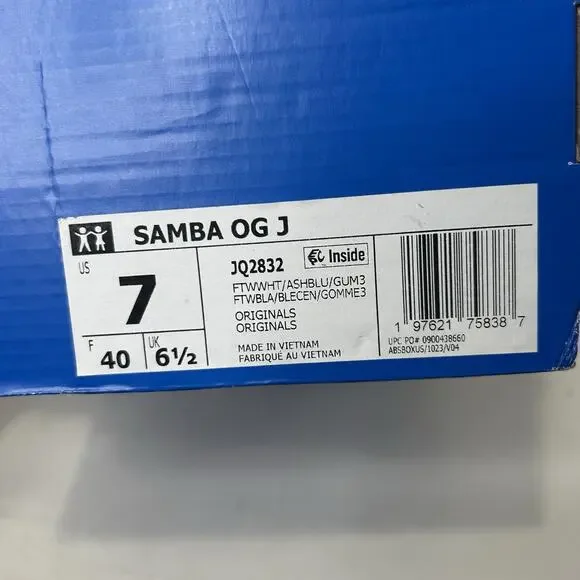 SAMBA OG J
US
7
F
40
UK
6½
JQ2832
Inside
FTWWHT/ASHBLU/GUM3
FTWBLA/BLECEN/GOMME3
ORIGINALS
ORIGINALS
MADE IN VIETNAM
FABRIQUÉ AU VIETNAM
1 97621 75838 7
UPC PO# 0900438660
ABSBOXUS/1023/V04